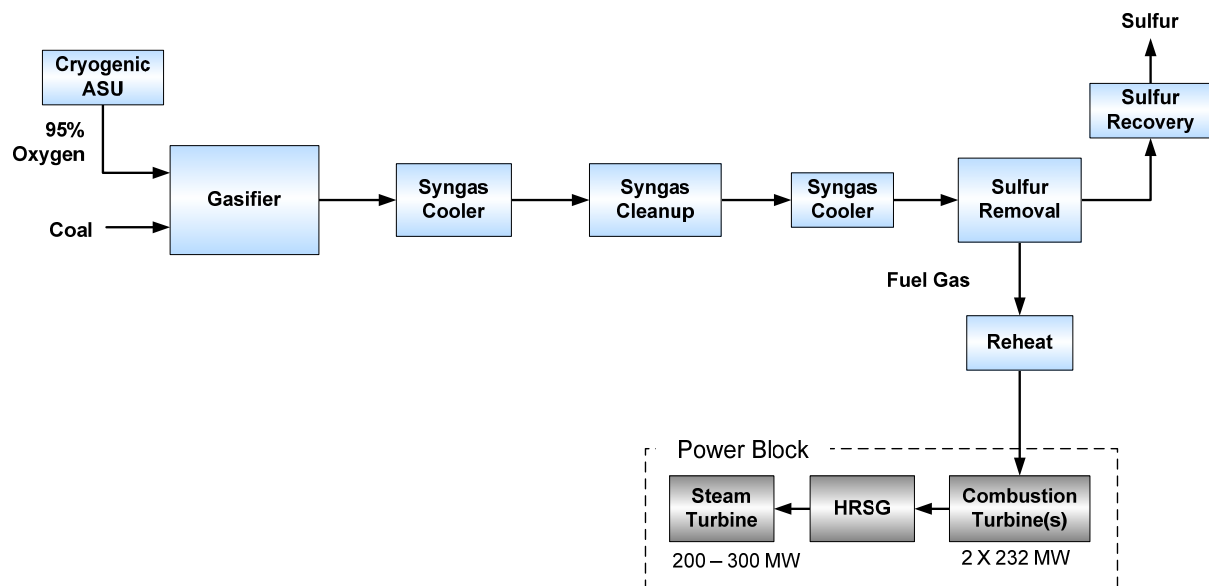 Sulfur
Cryogenic
ASU
Sulfur
Recovery
95%
Oxygen
Gasifier
Syngas
Cooler
Syngas
Cleanup
Syngas
Cooler
Sulfur
Removal
Coal
Fuel Gas
Reheat
Power Block
Steam
Turbine
HRSG
Combustion
Turbine(s)
200 – 300 MW
2 X 232 MW